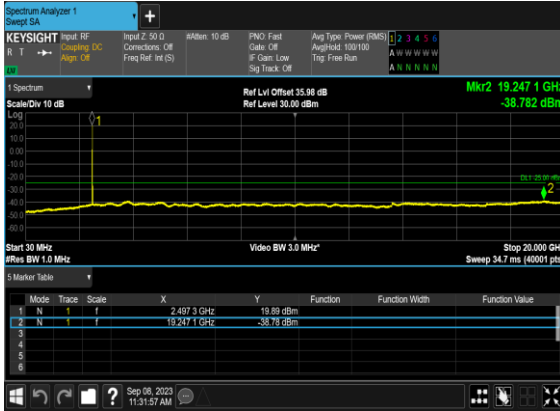 Spectrum Analyzer 1
Swept SA
+
KEYSIGHT Input: RF Input Z: 50 Ω #Atten: 10 dB PNO: Fast Avg Type: Power (RMS) 1 2 3 4 5 6
R T Coupling: DC Corrections: Off Gate: Off Avg|Hold: 100/100 A W W W W W
Align: Off Freq Ref: Int (S) IF Gain: Low Trig: Free Run
Sig Track: Off A N N N N N
1 Spectrum Ref Lvl Offset 35.98 dB Mkr2 19.247 1 GHz
Scale/Div 10 dB Ref Level 30.00 dBm -38.782 dBm
Log
20.0
10.0
0.00
-10.0
-20.0
-30.0
-40.0
-50.0
-60.0
1
2
Start 30 MHz Video BW 3.0 MHz* Stop 20.000 GHz
#Res BW 1.0 MHz Sweep 34.7 ms (40001 pts)
5 Marker Table
Mode Trace Scale X Y Function Function Width Function Value
1 N 1 f 2.497 3 GHz 19.89 dBm
2 N 1 f 19.247 1 GHz -38.78 dBm
3
4
5
6
? Sep 08, 2023
11:31:57 AM